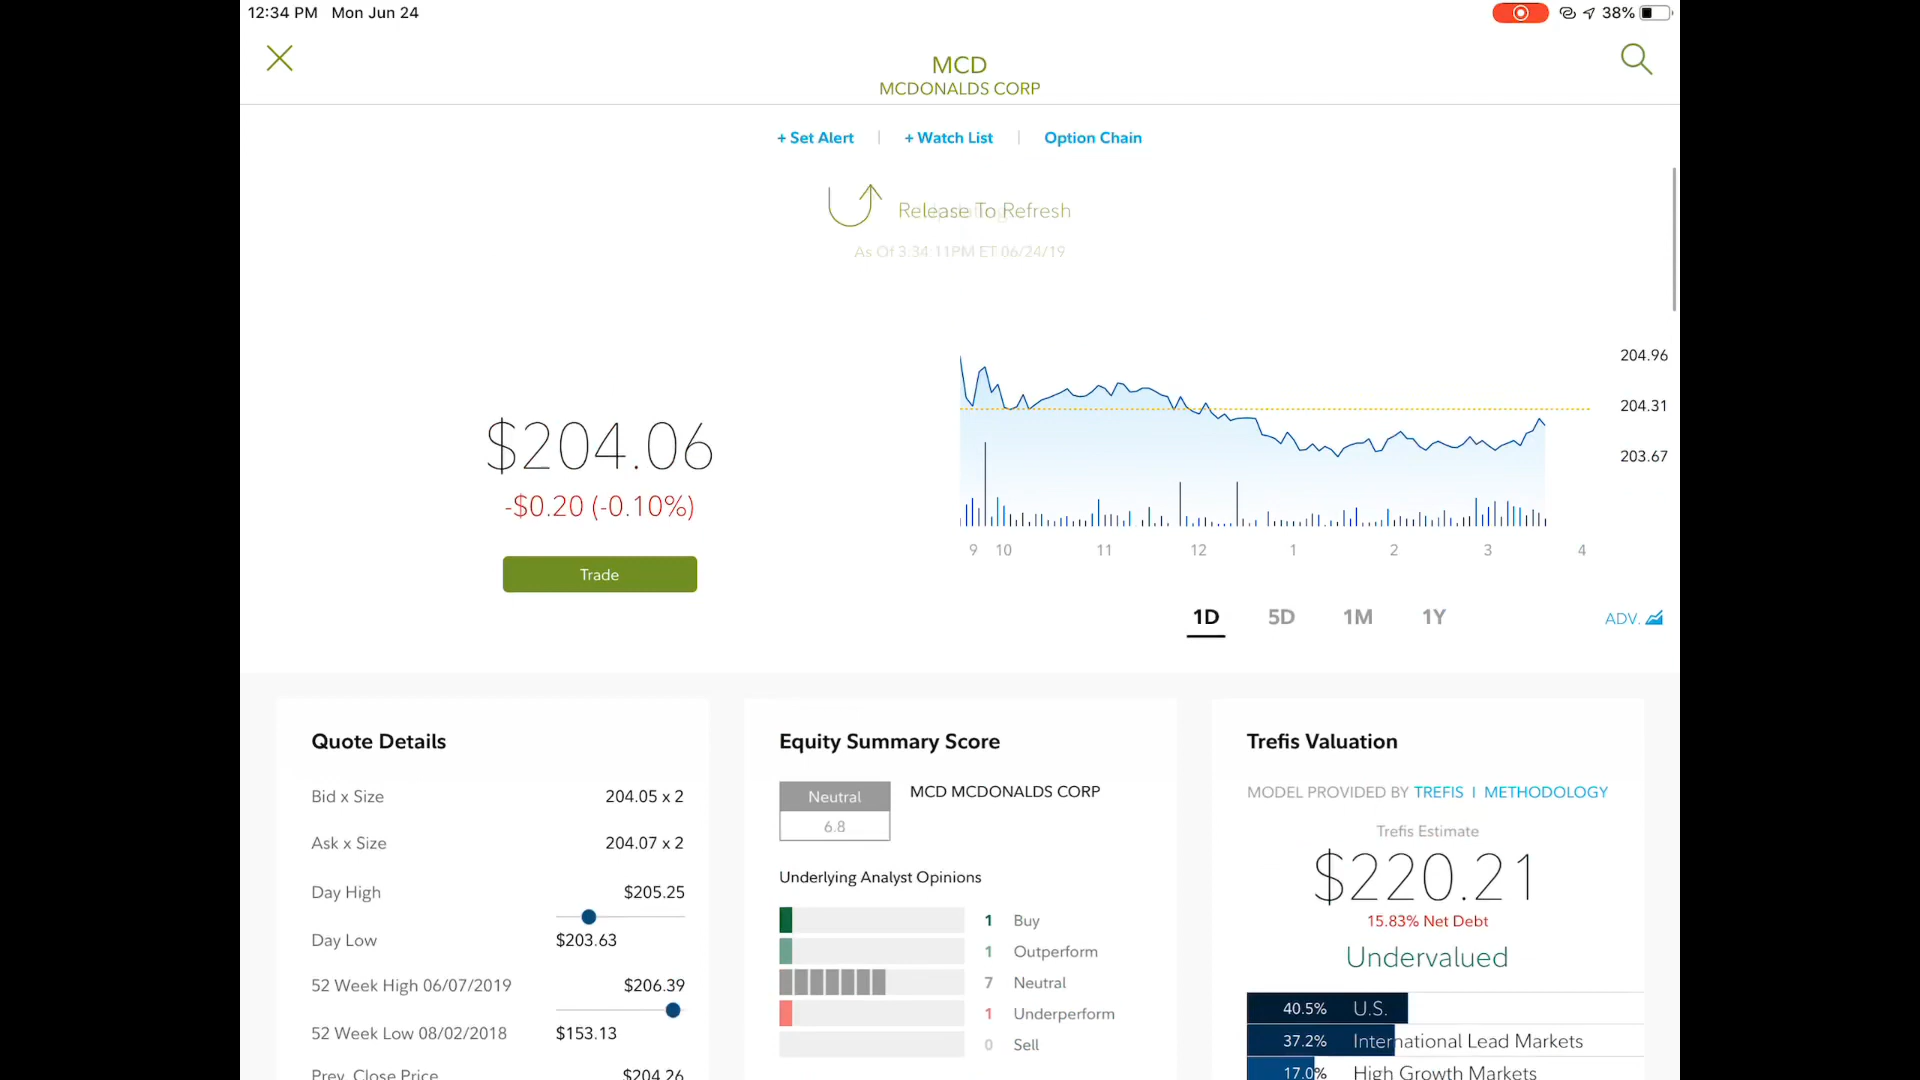 12:34 PM Mon Jun 24
38%
MCD
MCDONALDS CORP
+ Set Alert | + Watch List | Option Chain
Release To Refresh
As Of 3:34:11PM ET 06/24/19
204.96
204.31
203.67
$204.06
-$0.20 (-0.10%)
Trade
9 10 11 12 1 2 3 4
1D 5D 1M 1Y ADV.
Quote Details
Bid x Size 204.05 x 2
Ask x Size 204.07 x 2
Day High $205.25
Day Low $203.63
52 Week High 06/07/2019 $206.39
52 Week Low 08/02/2018 $153.13
Prev. Close Price $204.26
Equity Summary Score
Neutral
6.8
MCD MCDONALDS CORP
Underlying Analyst Opinions
1 Buy
1 Outperform
7 Neutral
1 Underperform
0 Sell
Trefis Valuation
MODEL PROVIDED BY TREFIS | METHODOLOGY
Trefis Estimate
$220.21
15.83% Net Debt
Undervalued
40.5% U.S.
37.2% International Lead Markets
17.0% High Growth Markets